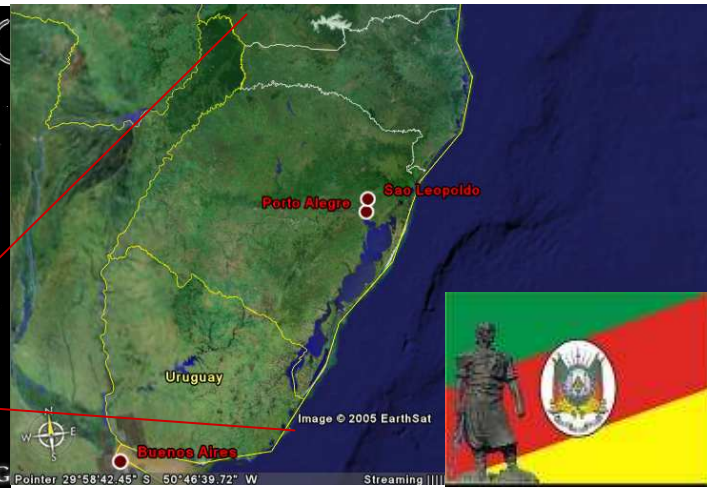 Sao Leopoldo
Porto Alegre
Uruguay
Image © 2005 EarthSat
N
W E
S
Buenos Aires
G
Pointer 29°58'42.45" S 50°46'39.72" W Streaming ||||